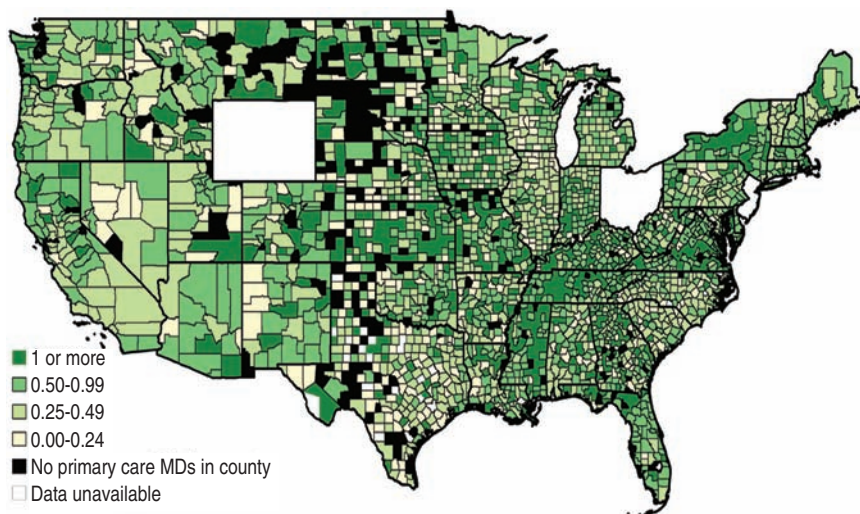 1 or more
0.50-0.99
0.25-0.49
0.00-0.24
No primary care MDs in county
Data unavailable